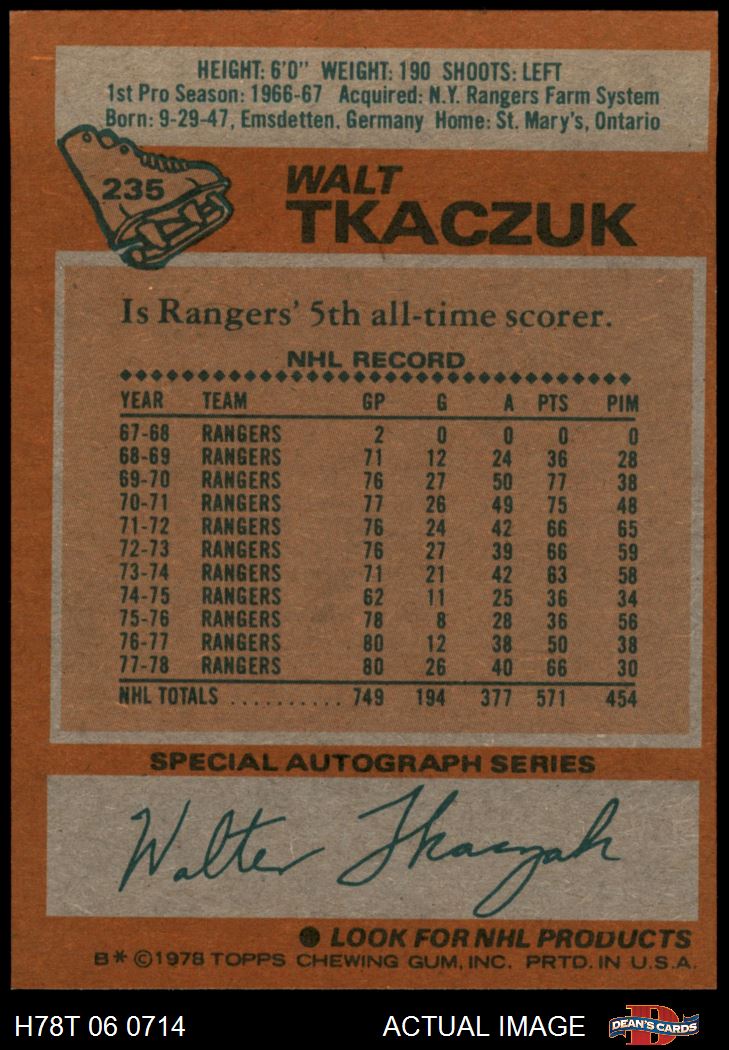 HEIGHT: 6'0" WEIGHT: 190 SHOOTS: LEFT
1st Pro Season: 1966-67 Acquired: N.Y. Rangers Farm System
Born: 9-29-47, Emsdetten, Germany Home: St. Mary's, Ontario
235
WALT
TKACZUK
Is Rangers' 5th all-time scorer.
NHL RECORD
YEAR TEAM GP G A PTS PIM
67-68 RANGERS 2 0 0 0 0
68-69 RANGERS 71 12 24 36 28
69-70 RANGERS 76 27 50 77 38
70-71 RANGERS 77 26 49 75 48
71-72 RANGERS 76 24 42 66 65
72-73 RANGERS 76 27 39 66 59
73-74 RANGERS 71 21 42 63 58
74-75 RANGERS 62 11 25 36 34
75-76 RANGERS 78 8 28 36 56
76-77 RANGERS 80 12 38 50 38
77-78 RANGERS 80 26 40 66 30
NHL TOTALS .......... 749 194 377 571 454
SPECIAL AUTOGRAPH SERIES
Walter Tkaczuk
● LOOK FOR NHL PRODUCTS
B* ©1978 TOPPS CHEWING GUM, INC. PRTD. IN U.S.A.
H78T 06 0714 ACTUAL IMAGE DEAN'S CARDS